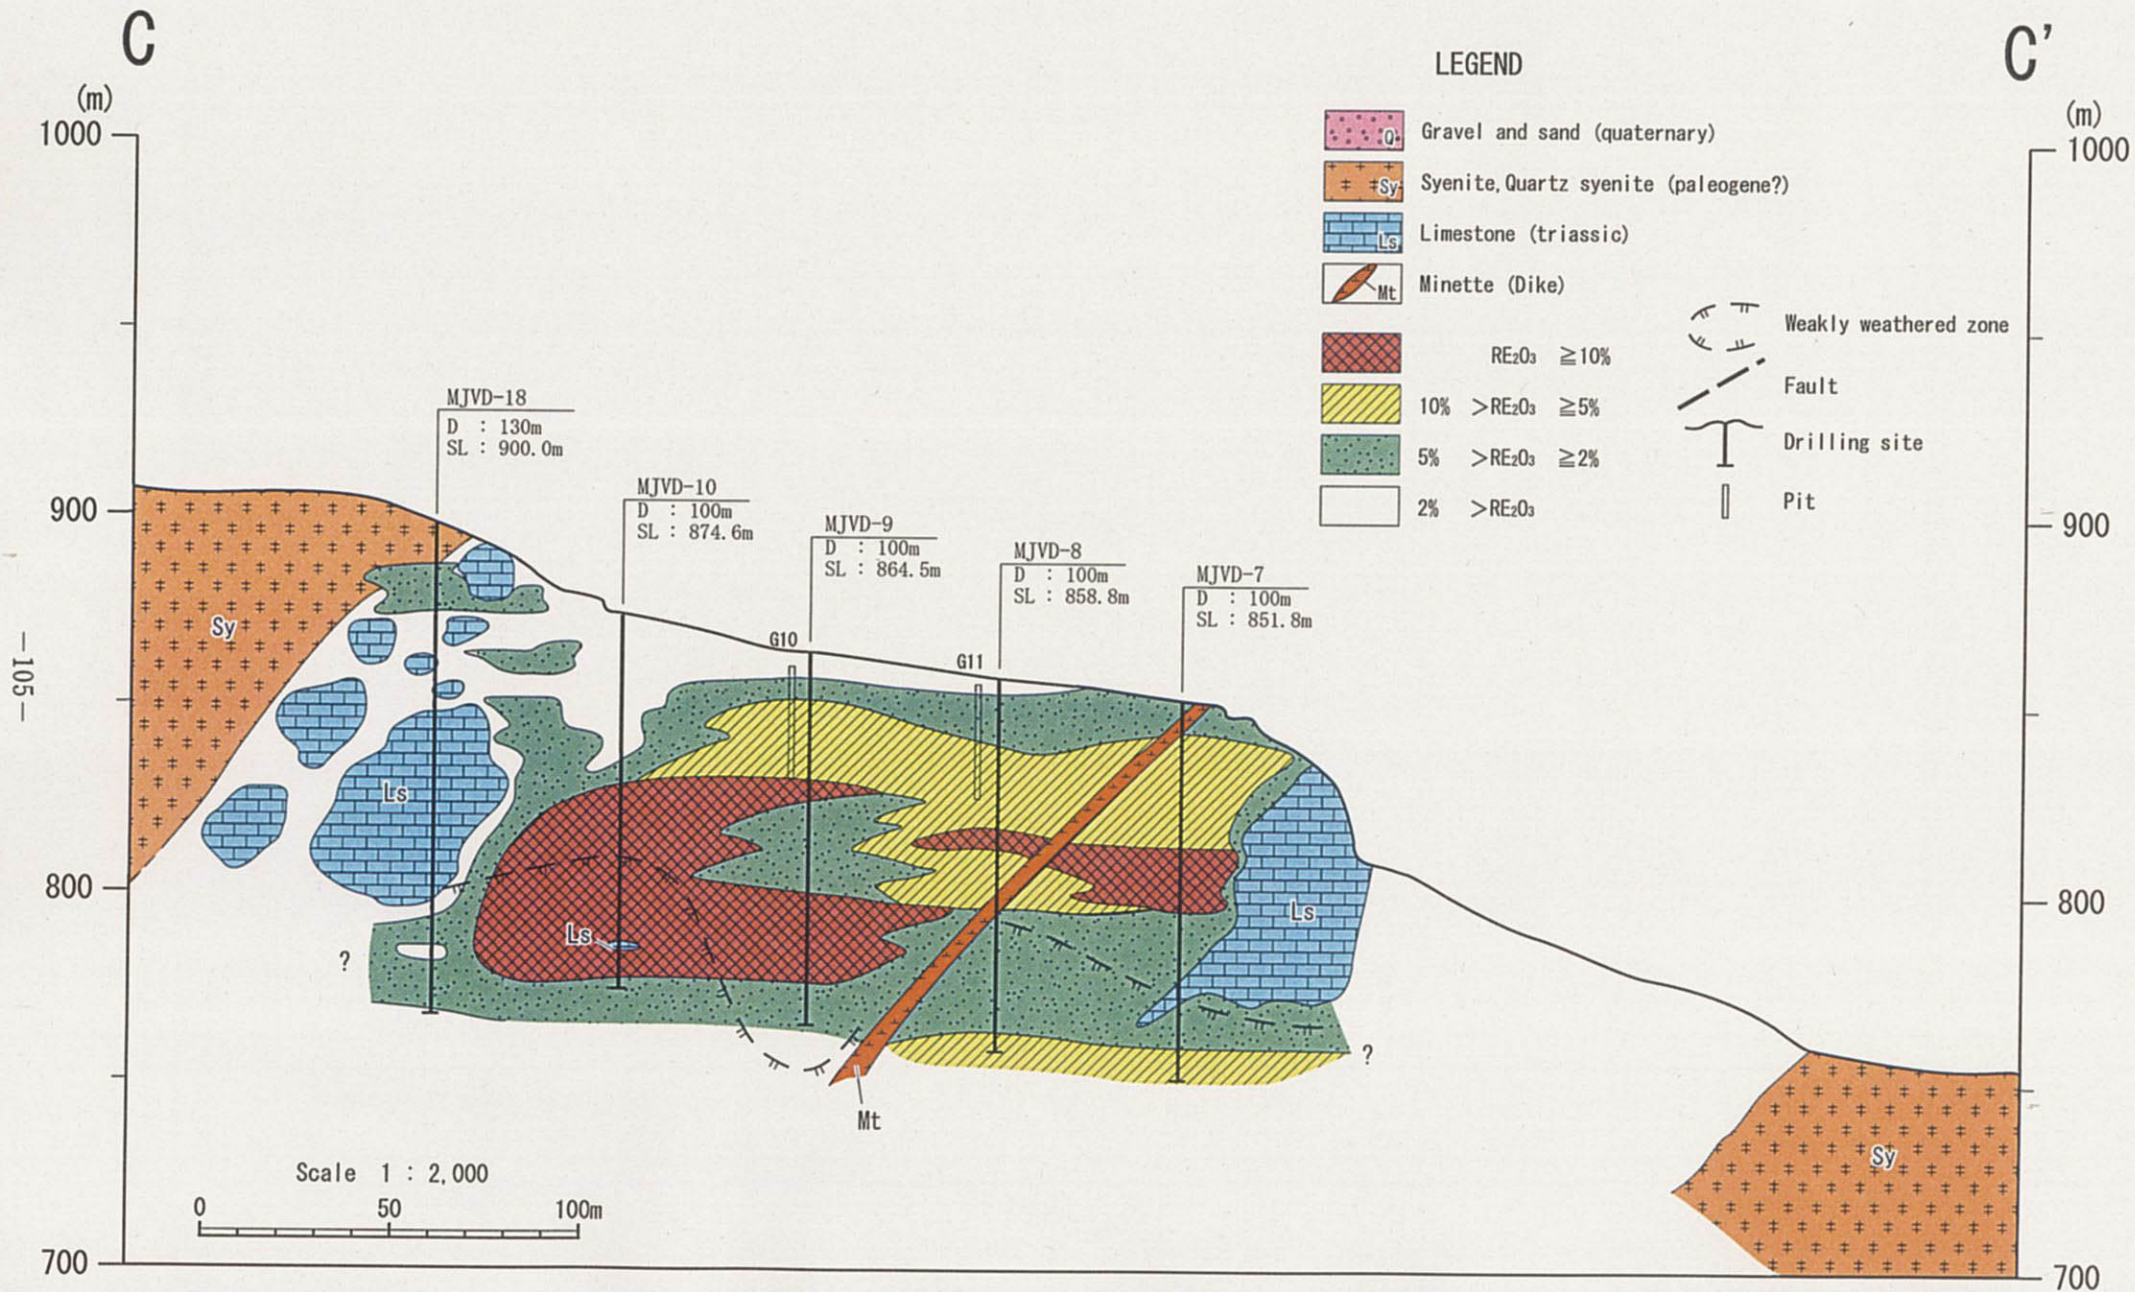 C
C'
(m)
1000
900
800
700
(m)
1000
900
800
700
LEGEND
Q
Gravel and sand (quaternary)
Sy
Syenite, Quartz syenite (paleogene?)
Ls
Limestone (triassic)
Mt
Minette (Dike)
RE₂O₃ ≧10%
10% >RE₂O₃ ≧5%
5% >RE₂O₃ ≧2%
2% >RE₂O₃
Weakly weathered zone
Fault
Drilling site
Pit
MJVD-18
D : 130m
SL : 900.0m
MJVD-10
D : 100m
SL : 874.6m
MJVD-9
D : 100m
SL : 864.5m
MJVD-8
D : 100m
SL : 858.8m
MJVD-7
D : 100m
SL : 851.8m
G10
G11
Sy
Ls
Ls
Ls
?
?
Mt
Sy
Scale 1 : 2,000
0 50 100m
—105—